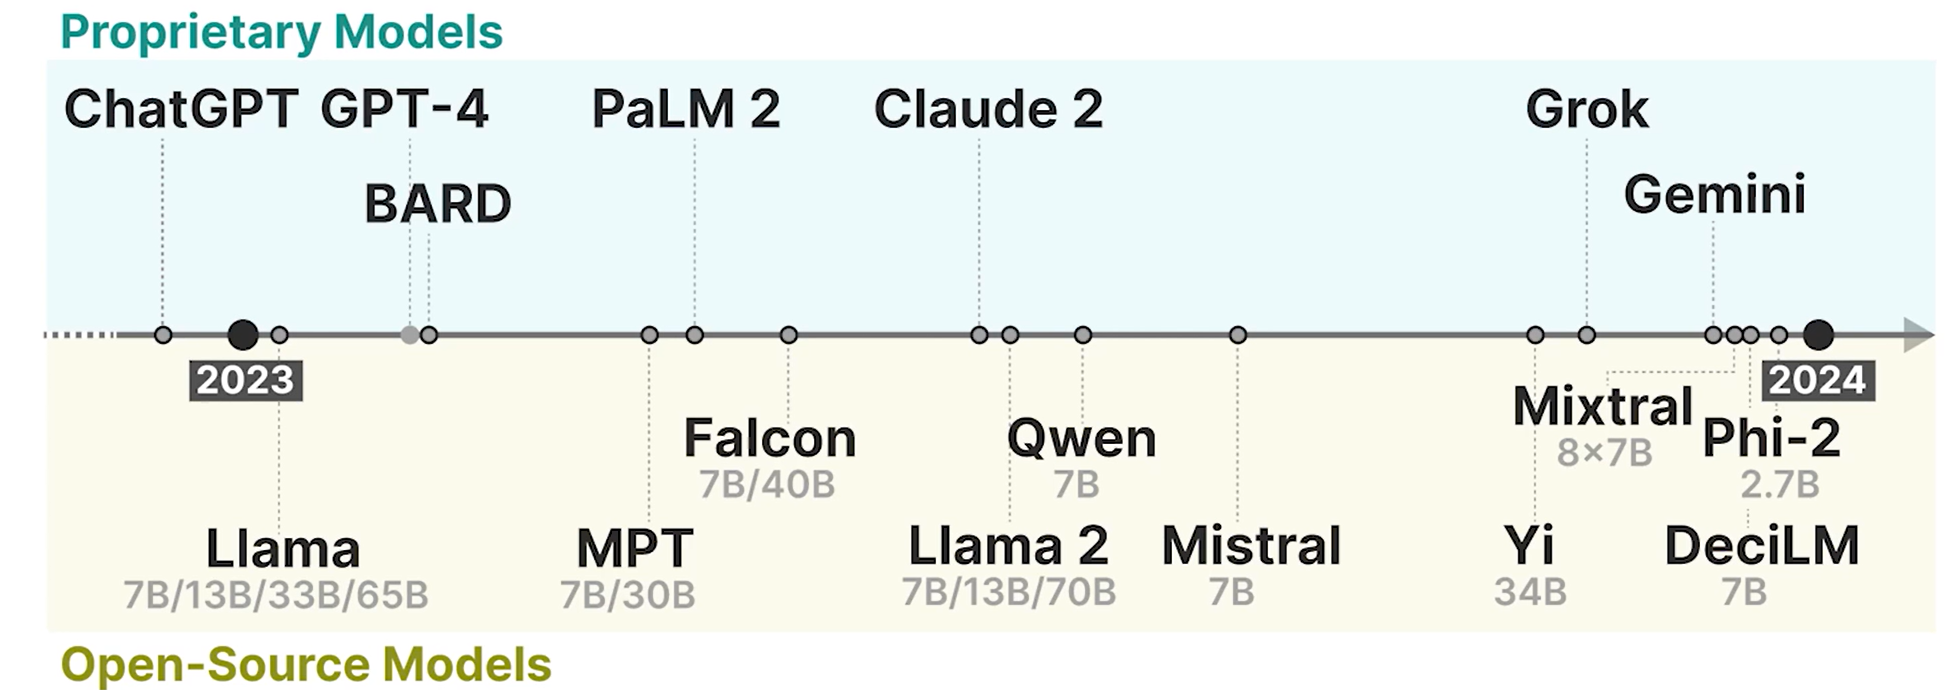 Proprietary Models
ChatGPT GPT-4 PaLM 2 Claude 2 Grok
Gemini
BARD
2023
2024
Mixtral
8×7B
Falcon
7B/40B
Qwen
7B
Phi-2
2.7B
Llama
7B/13B/33B/65B
MPT
7B/30B
Llama 2
7B/13B/70B
Mistral
7B
Yi
34B
DeciLM
7B
Open-Source Models